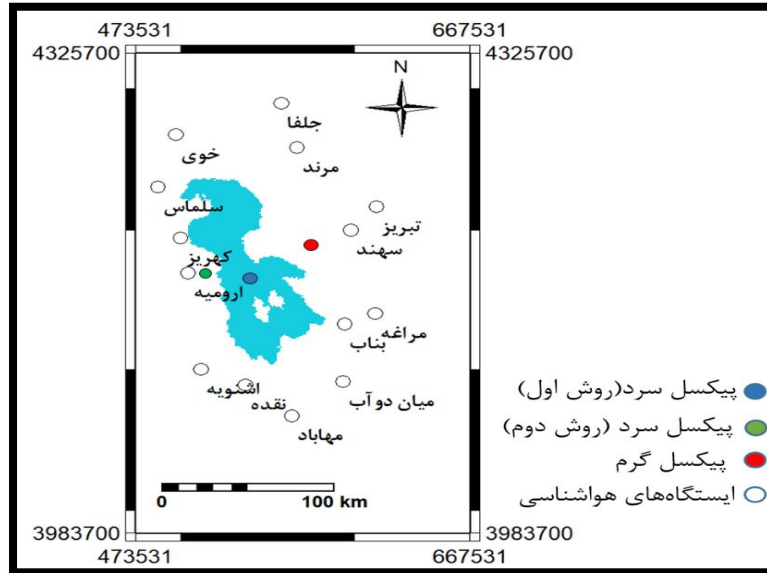 473531
667531
4325700
4325700
N
جلفا
خوی
مرند
سلماس
تبریز
سهند
کهریز
ارومیه
مراغه
بناب
اشنویه
نقده
میان دو آب
مهاباد
0
100 km
3983700
3983700
473531
667531
پیکسل سرد(روش اول)
پیکسل سرد (روش دوم)
پیکسل گرم
ایستگاه‌های هواشناسی